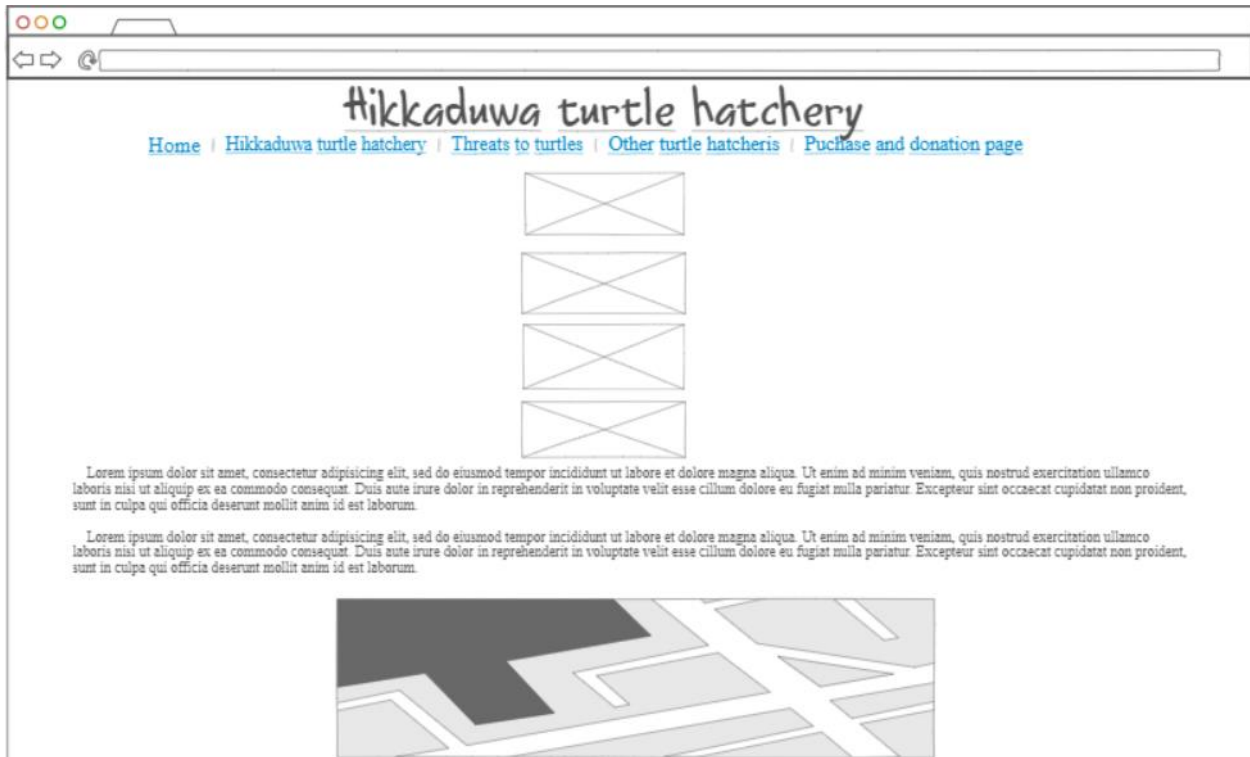 Hikkaduwa turtle hatchery
Home | Hikkaduwa turtle hatchery | Threats to turtles | Other turtle hatcheris | Puchase and donation page
Lorem ipsum dolor sit amet, consectetur adipisicing elit, sed do eiusmod tempor incididunt ut labore et dolore magna aliqua. Ut enim ad minim veniam, quis nostrud exercitation ullamco
laboris nisi ut aliquip ex ea commodo consequat. Duis aute irure dolor in reprehenderit in voluptate velit esse cillum dolore eu fugiat nulla pariatur. Excepteur sint occaecat cupidatat non proident,
sunt in culpa qui officia deserunt mollit anim id est laborum.
Lorem ipsum dolor sit amet, consectetur adipisicing elit, sed do eiusmod tempor incididunt ut labore et dolore magna aliqua. Ut enim ad minim veniam, quis nostrud exercitation ullamco
laboris nisi ut aliquip ex ea commodo consequat. Duis aute irure dolor in reprehenderit in voluptate velit esse cillum dolore eu fugiat nulla pariatur. Excepteur sint occaecat cupidatat non proident,
sunt in culpa qui officia deserunt mollit anim id est laborum.